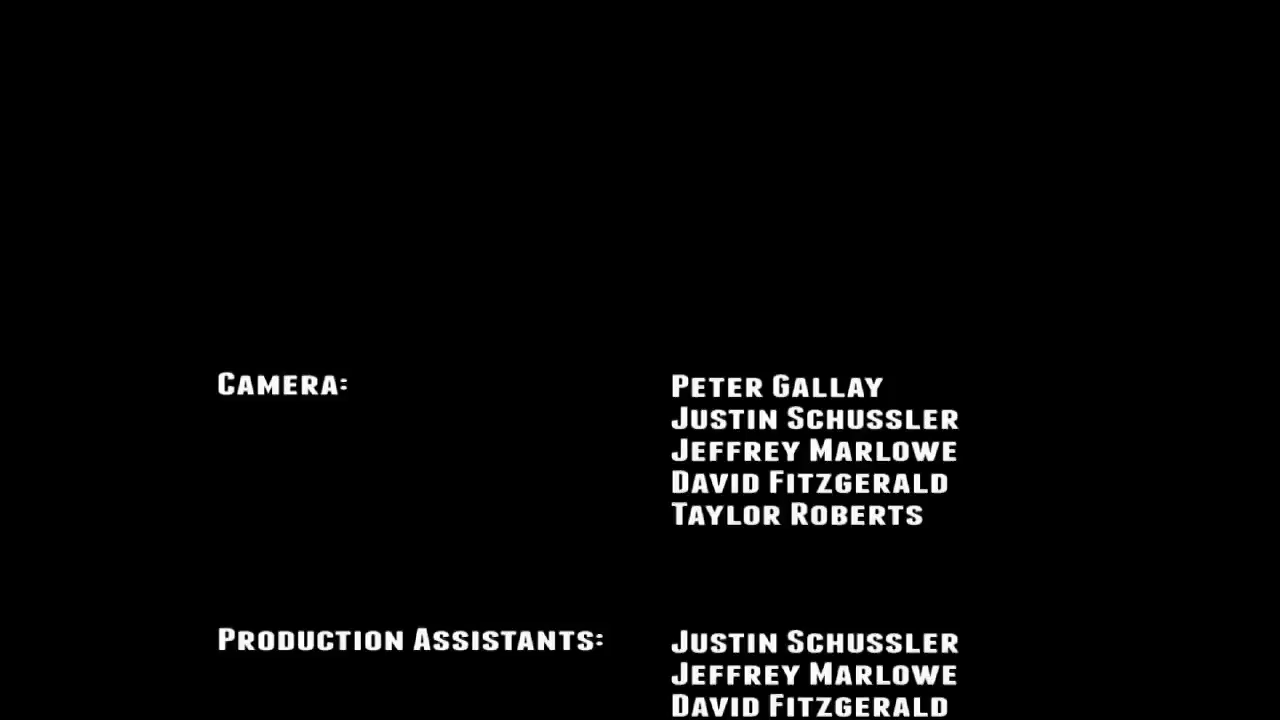 Camera: Peter Gallay
Justin Schussler
Jeffrey Marlowe
David Fitzgerald
Taylor Roberts
Production Assistants: Justin Schussler
Jeffrey Marlowe
David Fitzgerald